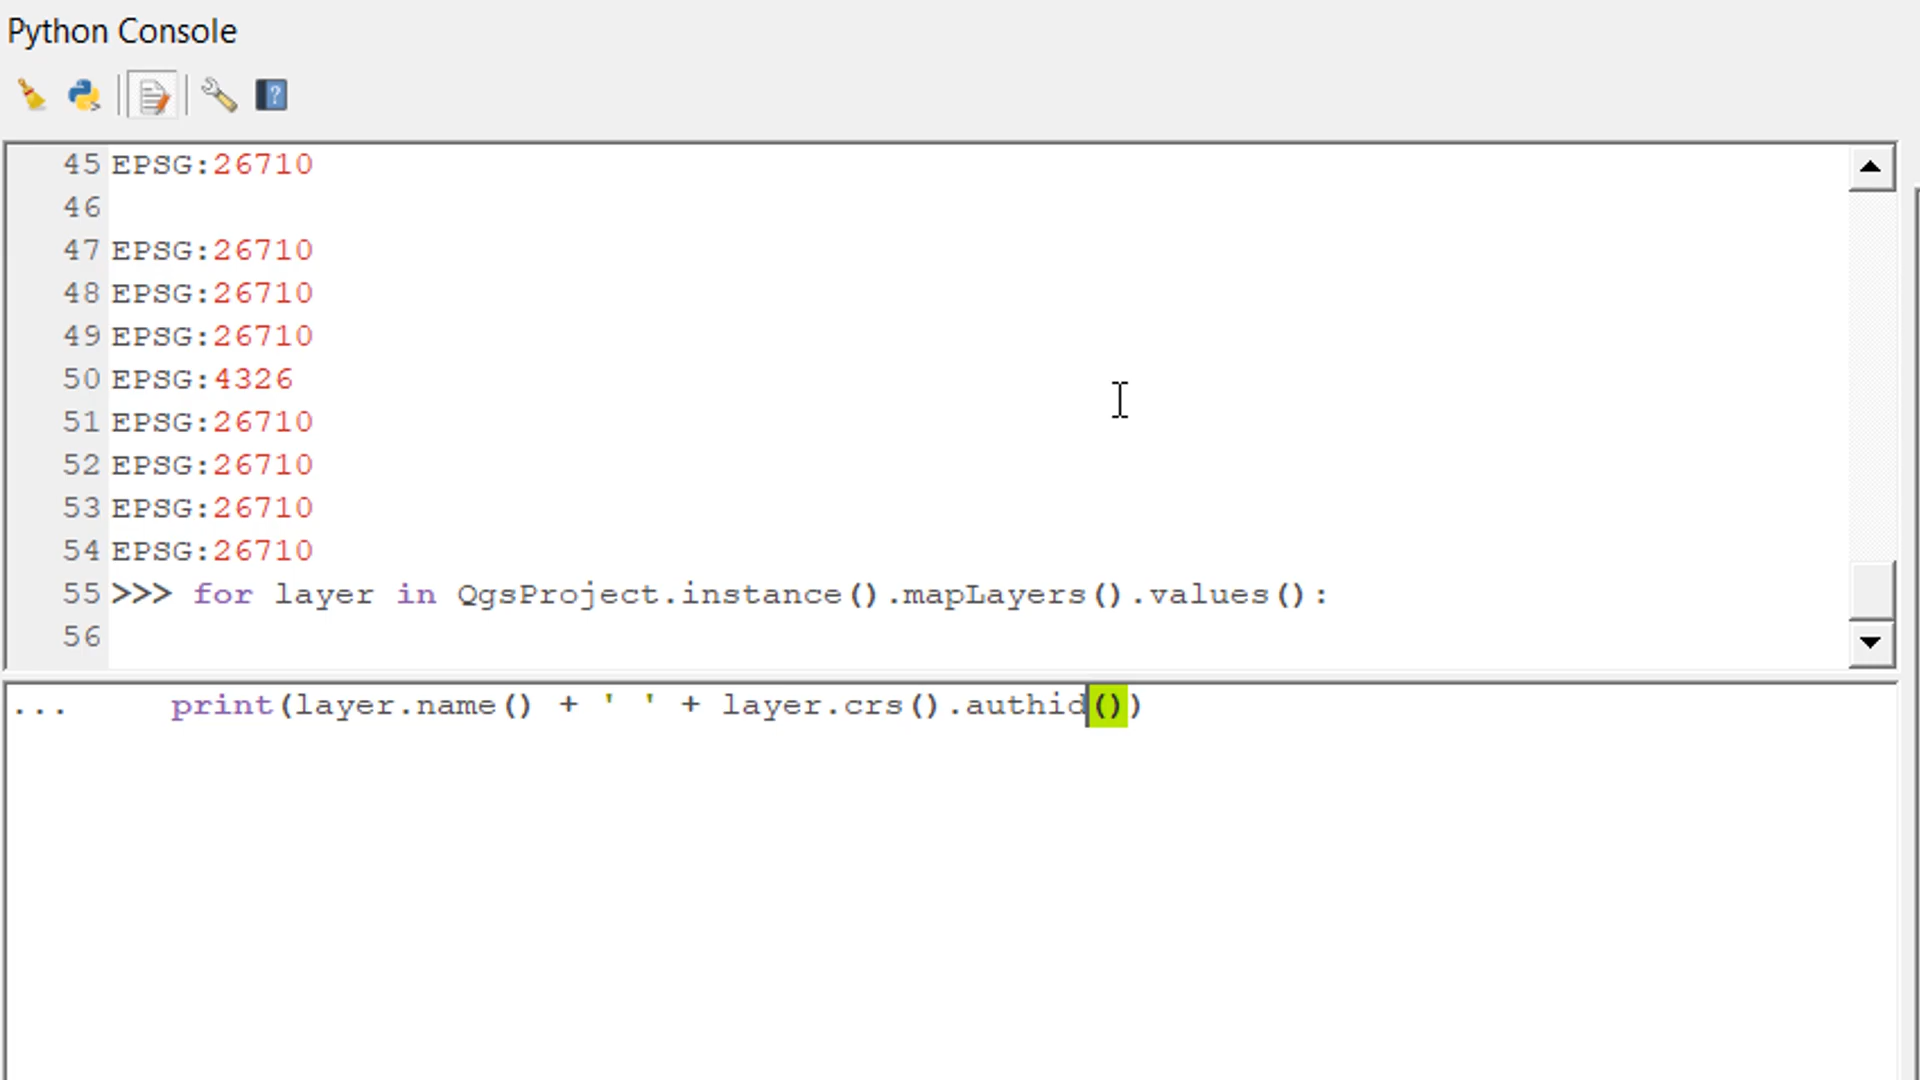 Python Console
45 EPSG:26710
46
47 EPSG:26710
48 EPSG:26710
49 EPSG:26710
50 EPSG:4326
51 EPSG:26710
52 EPSG:26710
53 EPSG:26710
54 EPSG:26710
55 >>> for layer in QgsProject.instance().mapLayers().values():
56
...     print(layer.name() + ' ' + layer.crs().authid())